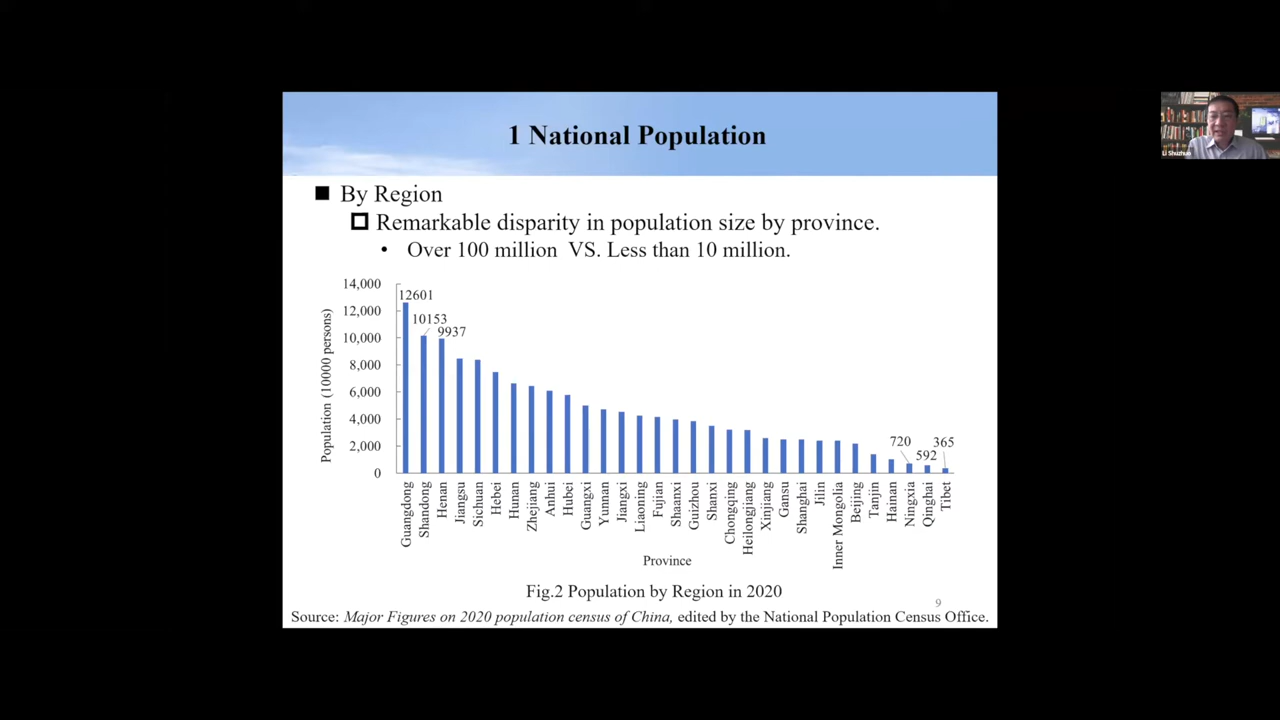 1 National Population
By Region
Remarkable disparity in population size by province.
• Over 100 million VS. Less than 10 million.
Population (10000 persons)
14,000
12,000
10,000
8,000
6,000
4,000
2,000
0
12601
10153
9937
720
592
365
Guangdong
Shandong
Henan
Jiangsu
Sichuan
Hebei
Hunan
Zhejiang
Anhui
Hubei
Guangxi
Yunnan
Jiangxi
Liaoning
Fujian
Shaanxi
Guizhou
Shanxi
Chongqing
Heilongjiang
Xinjiang
Gansu
Shanghai
Jilin
Inner Mongolia
Beijing
Tanjin
Hainan
Ningxia
Qinghai
Tibet
Province
Fig.2 Population by Region in 2020
9
Source: Major Figures on 2020 population census of China, edited by the National Population Census Office.
Li Shuzhuo